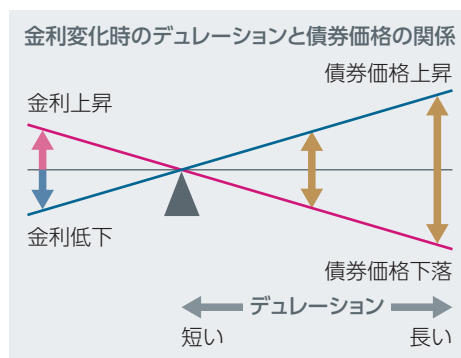 金利変化時のデュレーションと債券価格の関係
債券価格上昇
金利上昇
金利低下
債券価格下落
デュレーション
短い
長い